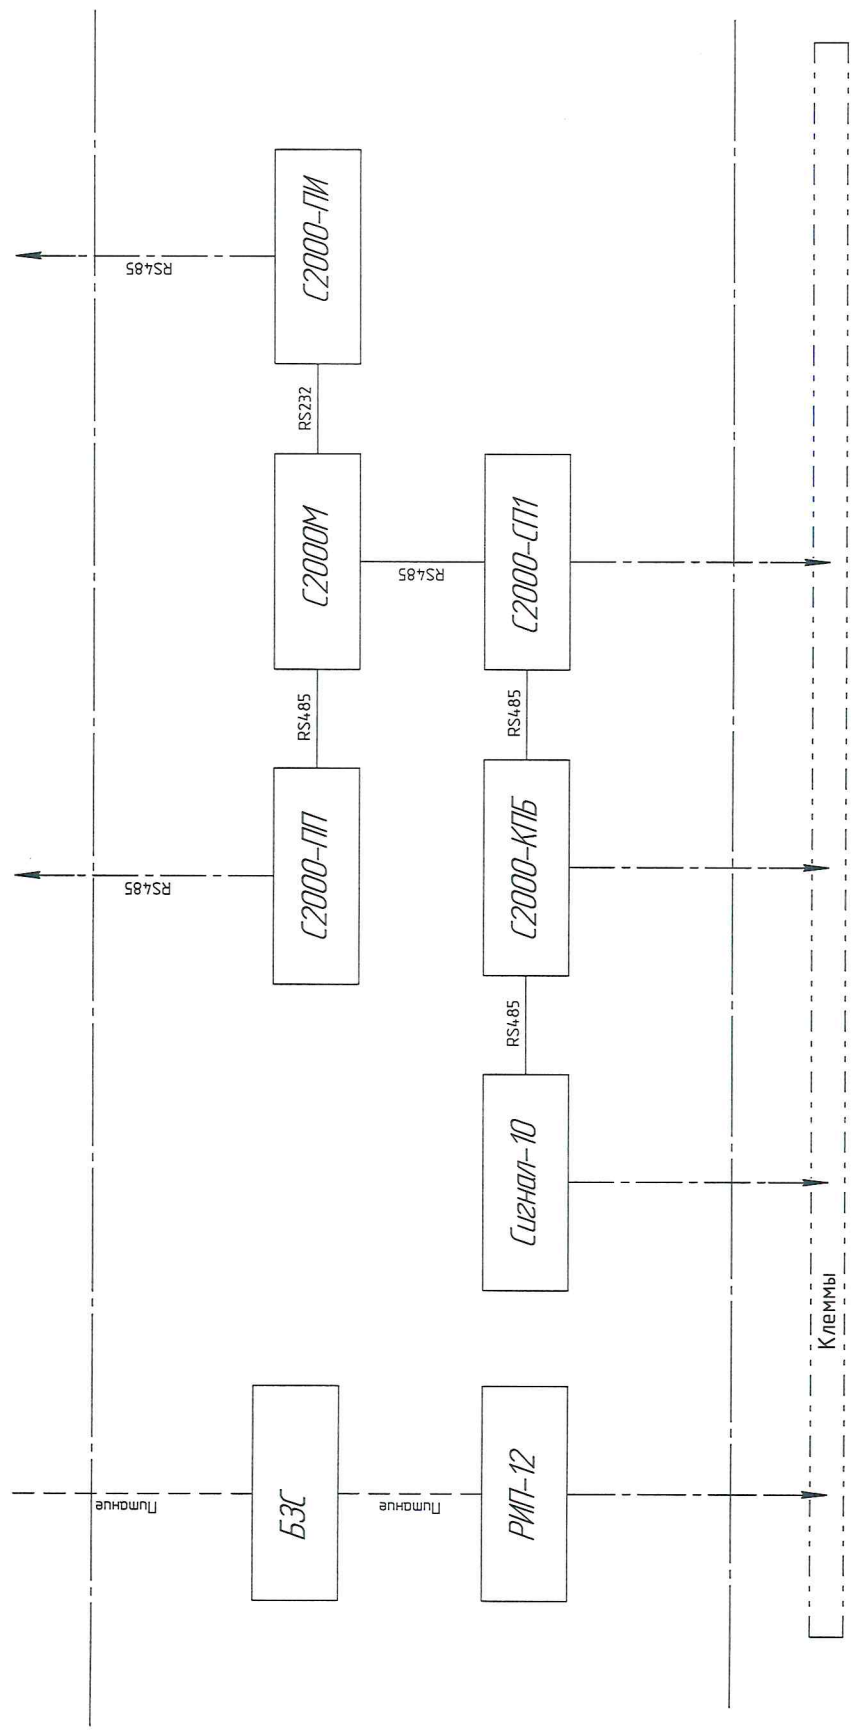 Питание
RS485
RS485
БЗС
С2000-ПП
RS485
С2000М
RS232
С2000-ПИ
Питание
RS485
РИП-12
Сигнал-10
RS485
С2000-КПБ
RS485
С2000-СП1
Клеммы